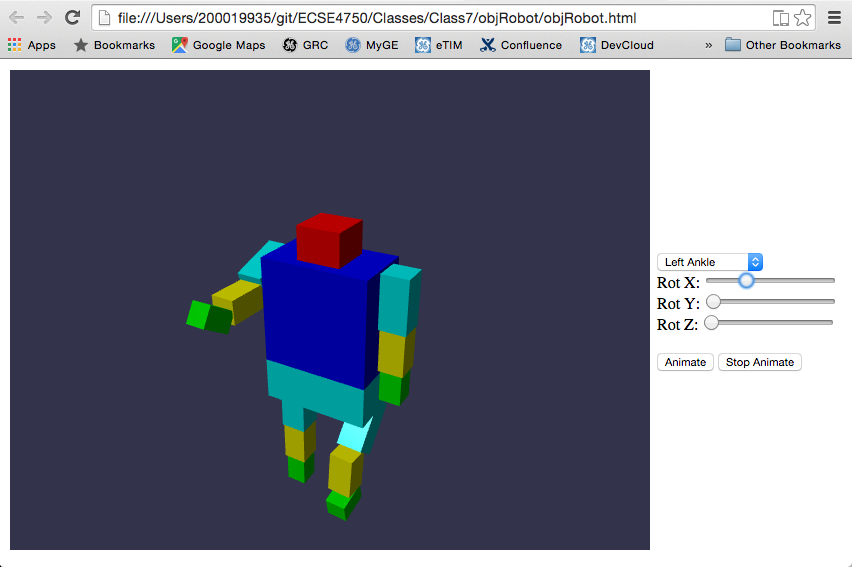 file:///Users/200019935/git/ECSE4750/Classes/Class7/objRobot/objRobot.html
Apps Bookmarks Google Maps GRC MyGE eTIM Confluence DevCloud » Other Bookmarks
Left Ankle
Rot X:
Rot Y:
Rot Z:
Animate Stop Animate